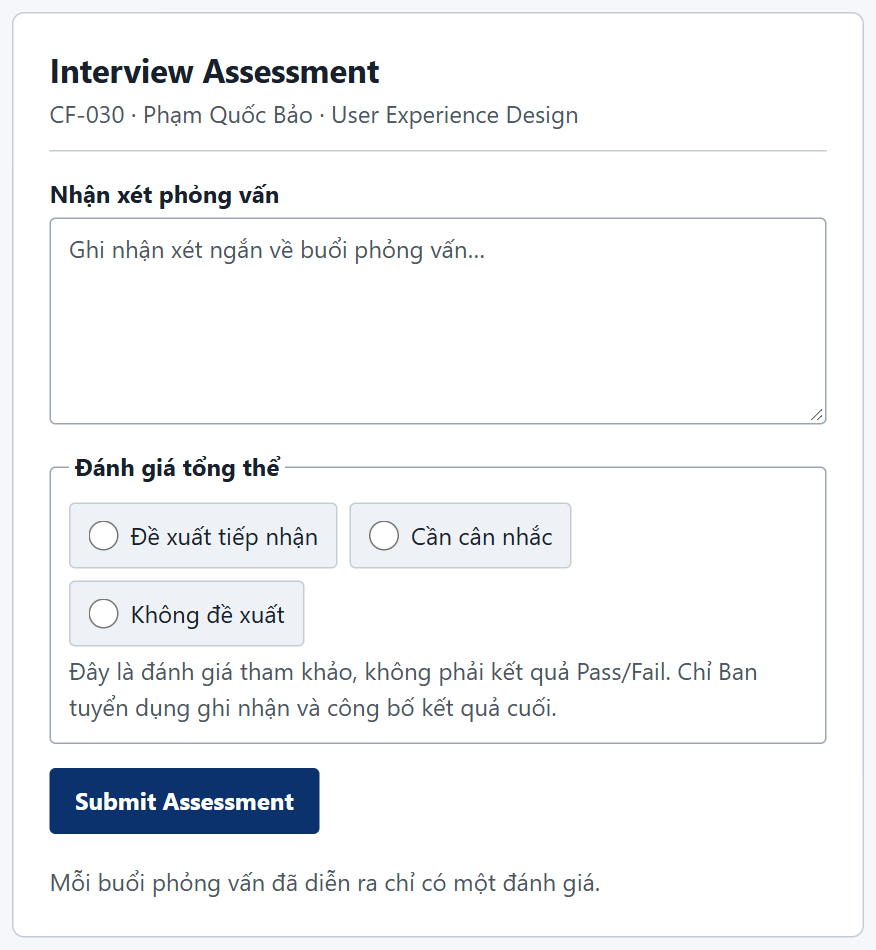 Interview Assessment
CF-030 · Phạm Quốc Bảo · User Experience Design
Nhận xét phỏng vấn
Ghi nhận xét ngắn về buổi phỏng vấn...
Đánh giá tổng thể
Đề xuất tiếp nhận
Cần cân nhắc
Không đề xuất
Đây là đánh giá tham khảo, không phải kết quả Pass/Fail. Chỉ Ban
tuyển dụng ghi nhận và công bố kết quả cuối.
Submit Assessment
Mỗi buổi phỏng vấn đã diễn ra chỉ có một đánh giá.